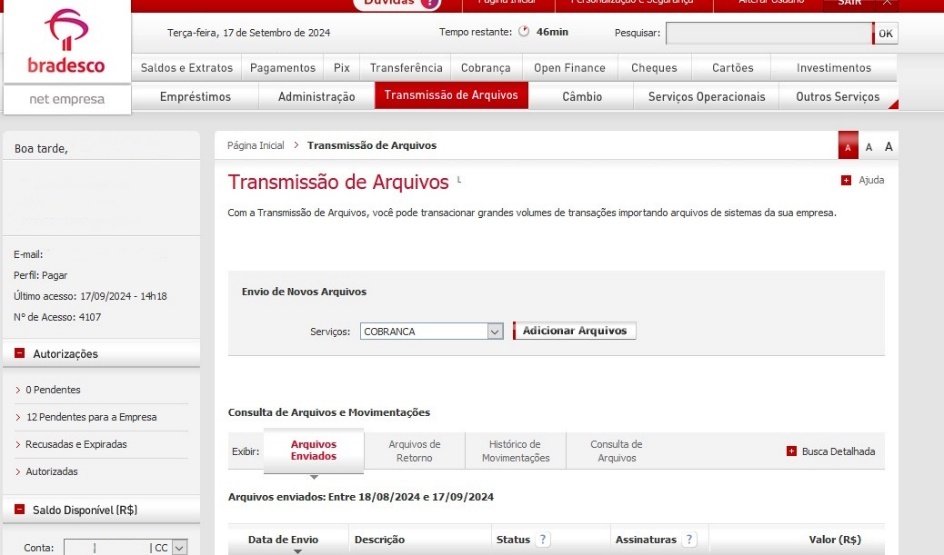 Dúvidas ?
Página Inicial
Personalização e Segurança
Alterar Usuário
SAIR X
bradesco
net empresa
Terça-feira, 17 de Setembro de 2024
Tempo restante: 46min
Pesquisar:
OK
Saldos e Extratos
Pagamentos
Pix
Transferência
Cobrança
Open Finance
Cheques
Cartões
Investimentos
Empréstimos
Administração
Transmissão de Arquivos
Câmbio
Serviços Operacionais
Outros Serviços
Boa tarde,
E-mail:
Perfil: Pagar
Último acesso: 17/09/2024 - 14h18
Nº de Acesso: 4107
Autorizações
> 0 Pendentes
> 12 Pendentes para a Empresa
> Recusadas e Expiradas
> Autorizadas
Saldo Disponível (R$)
Conta: | CC
Página Inicial > Transmissão de Arquivos
A A A
Transmissão de Arquivos
Ajuda
Com a Transmissão de Arquivos, você pode transacionar grandes volumes de transações importando arquivos de sistemas da sua empresa.
Envio de Novos Arquivos
Serviços: COBRANCA
Adicionar Arquivos
Consulta de Arquivos e Movimentações
Exibir:
Arquivos
Enviados
Arquivos de
Retorno
Histórico de
Movimentações
Consulta de
Arquivos
Busca Detalhada
Arquivos enviados: Entre 18/08/2024 e 17/09/2024
Data de Envio
Descrição
Status ?
Assinaturas ?
Valor (R$)